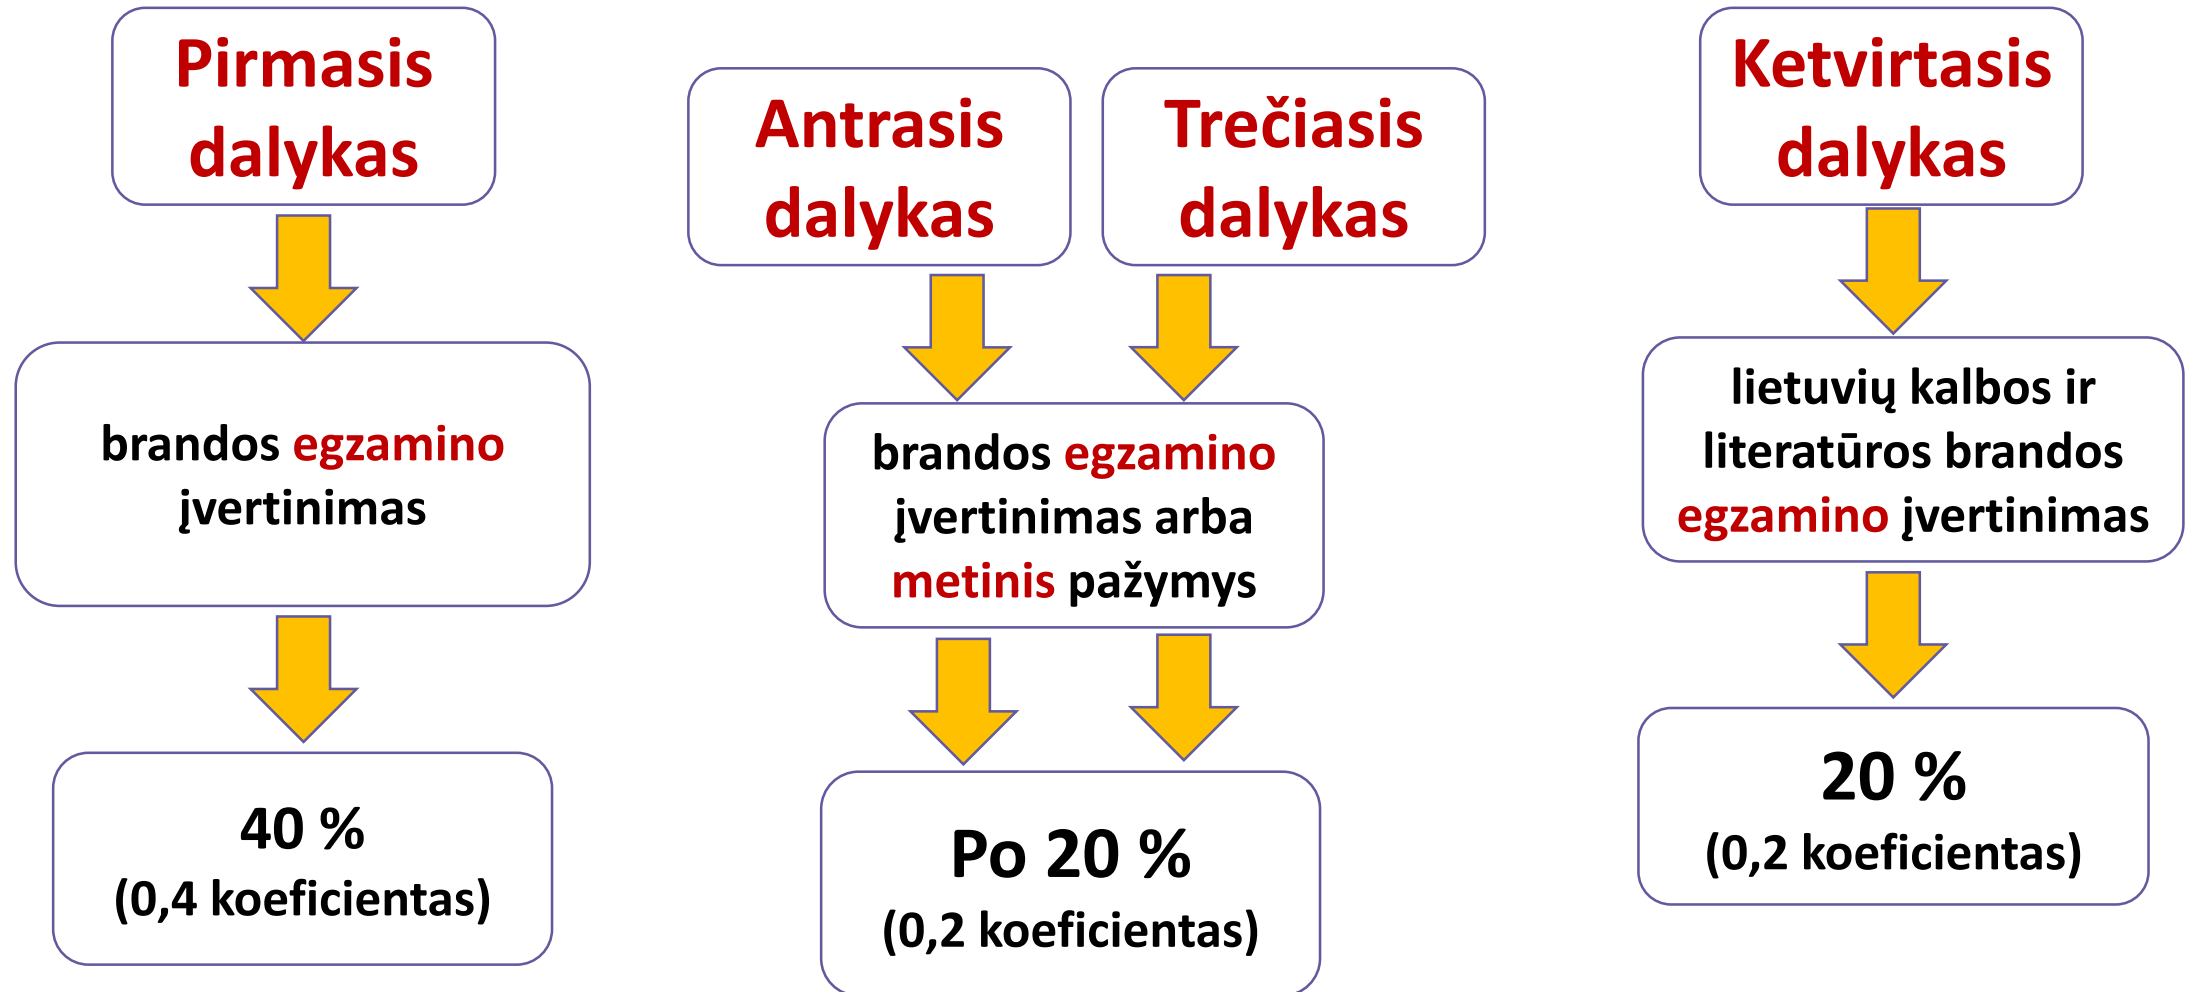 Pirmasis
dalykas
brandos egzamino
įvertinimas
40 %
(0,4 koeficientas)
Antrasis
dalykas
Trečiasis
dalykas
brandos egzamino
įvertinimas arba
metinis pažymys
Po 20 %
(0,2 koeficientas)
Ketvirtasis
dalykas
lietuvių kalbos ir
literatūros brandos
egzamino įvertinimas
20 %
(0,2 koeficientas)